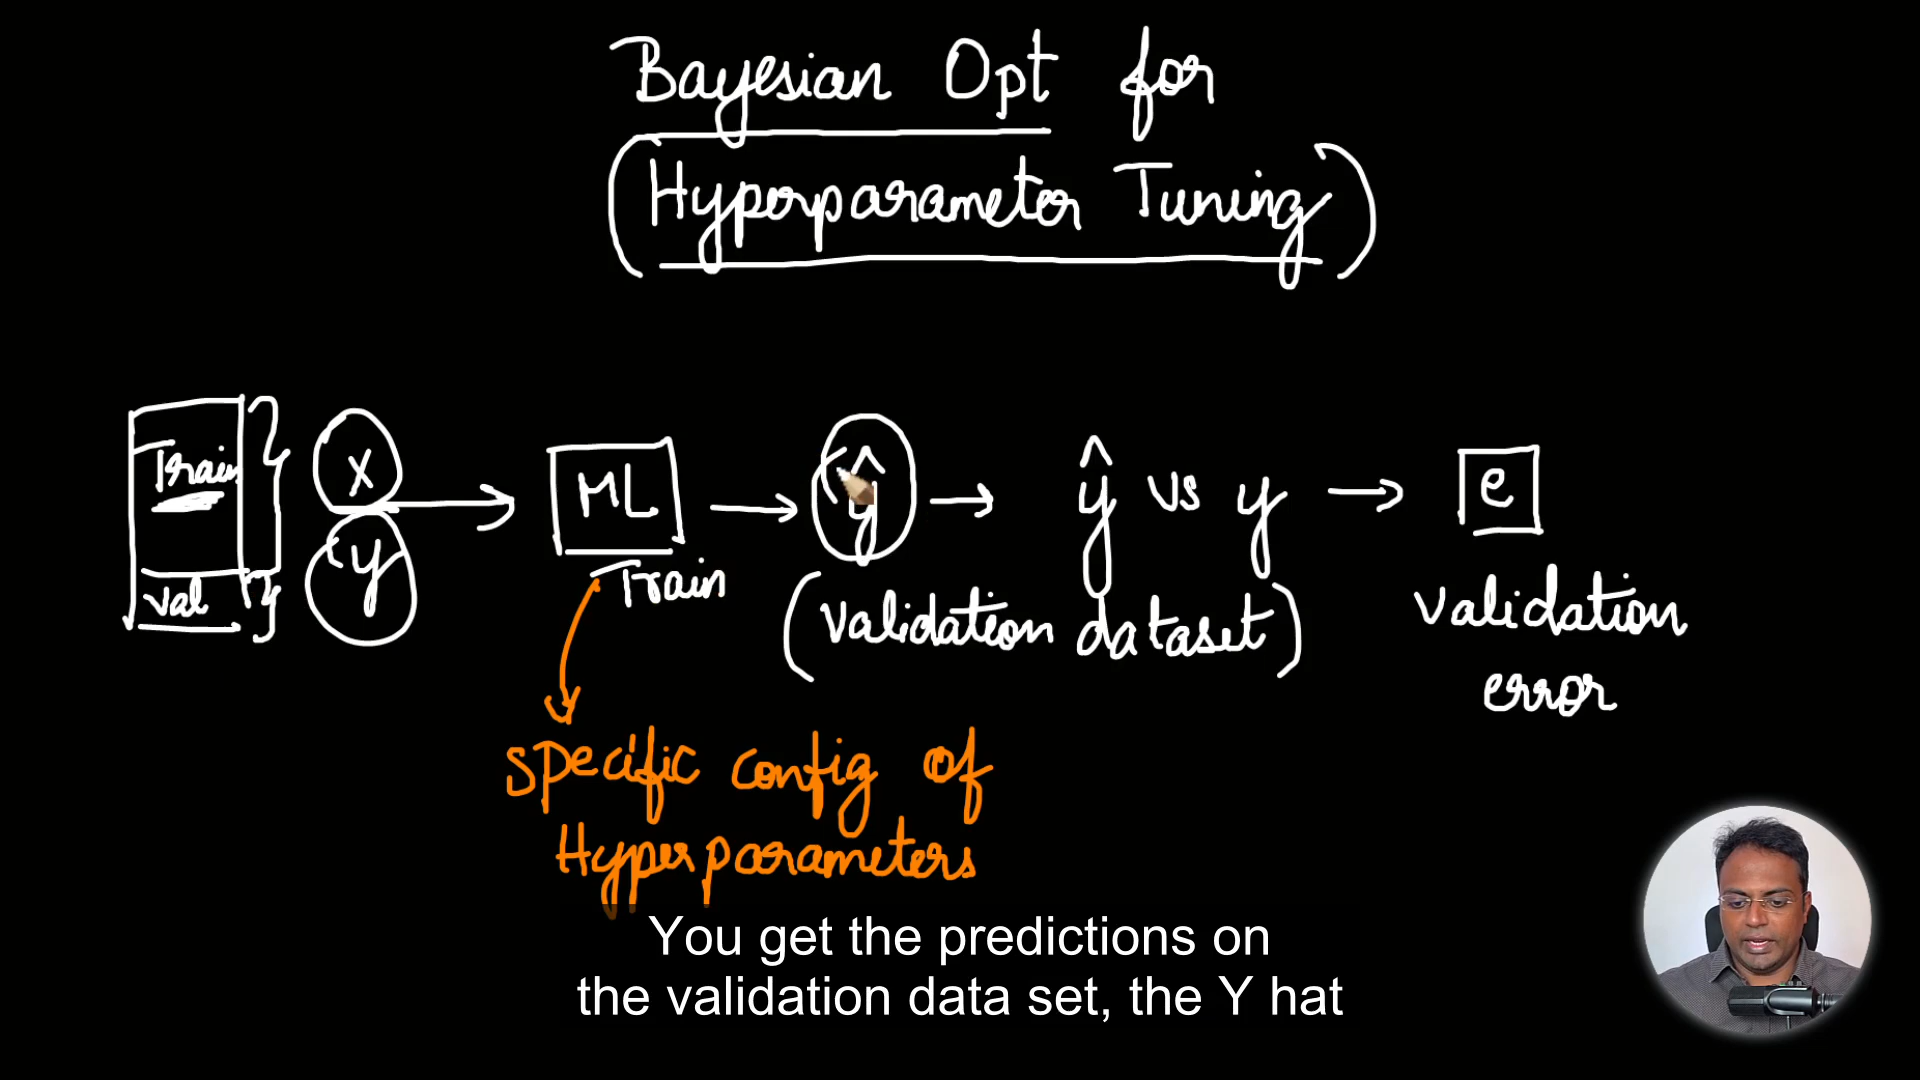 Bayesian Opt for
(Hyperparameter Tuning)
Train
Val
x
y
ML
Train
ŷ
ŷ vs y
(Validation dataset)
e
validation
error
specific config of
Hyperparameters
You get the predictions on
the validation data set, the Y hat